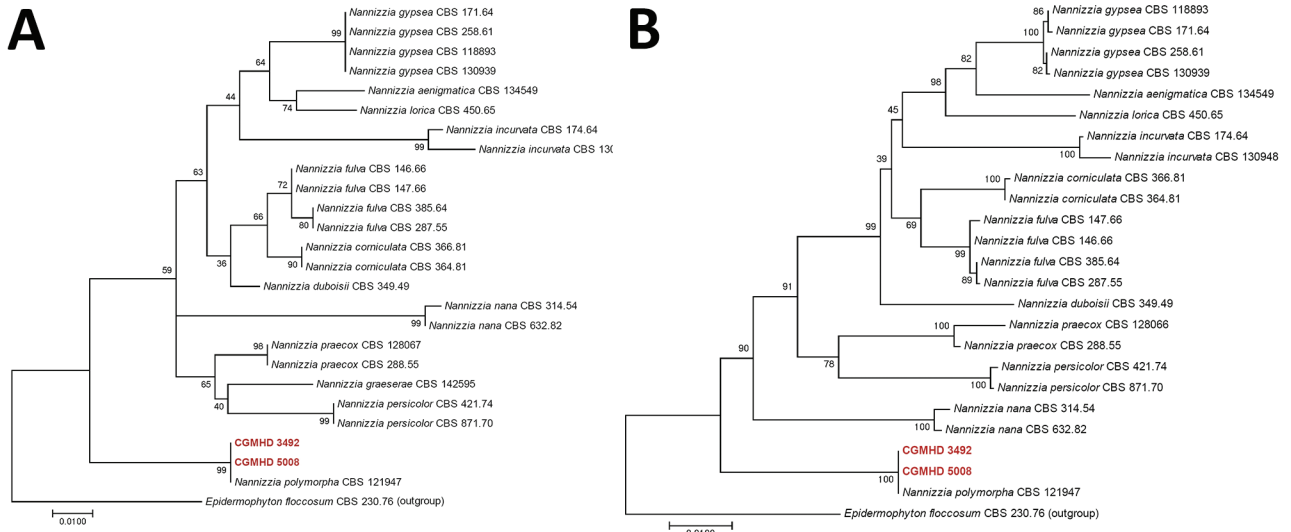 A
99
Nannizzia gypsea CBS 171.64
Nannizzia gypsea CBS 258.61
Nannizzia gypsea CBS 118893
Nannizzia gypsea CBS 130939
64
74
Nannizzia aenigmatica CBS 134549
Nannizzia lorica CBS 450.65
44
99
Nannizzia incurvata CBS 174.64
Nannizzia incurvata CBS
63
72
Nannizzia fulva CBS 146.66
Nannizzia fulva CBS 147.66
Nannizzia fulva CBS 385.64
80
Nannizzia fulva CBS 287.55
66
Nannizzia corniculata CBS 366.81
90
Nannizzia corniculata CBS 364.81
36
Nannizzia duboisii CBS 349.49
59
Nannizzia nana CBS 314.54
99
Nannizzia nana CBS 632.82
98
Nannizzia praecox CBS 128067
Nannizzia praecox CBS 288.55
65
Nannizzia graeserae CBS 142595
40
Nannizzia persicolor CBS 421.74
99
Nannizzia persicolor CBS 871.70
CGMHD 3492
CGMHD 5008
99
Nannizzia polymorpha CBS 121947
Epidermophyton floccosum CBS 230.76 (outgroup)
0.0100
B
86
Nannizzia gypsea CBS 118893
100
Nannizzia gypsea CBS 171.64
Nannizzia gypsea CBS 258.61
82
Nannizzia gypsea CBS 130939
82
Nannizzia aenigmatica CBS 134549
98
Nannizzia lorica CBS 450.65
45
Nannizzia incurvata CBS 174.64
100
Nannizzia incurvata CBS 130948
39
100
Nannizzia corniculata CBS 366.81
Nannizzia corniculata CBS 364.81
69
Nannizzia fulva CBS 147.66
99
Nannizzia fulva CBS 146.66
Nannizzia fulva CBS 385.64
89
Nannizzia fulva CBS 287.55
99
Nannizzia duboisii CBS 349.49
91
100
Nannizzia praecox CBS 128066
Nannizzia praecox CBS 288.55
78
Nannizzia persicolor CBS 421.74
100
Nannizzia persicolor CBS 871.70
90
Nannizzia nana CBS 314.54
100
Nannizzia nana CBS 632.82
CGMHD 3492
CGMHD 5008
100
Nannizzia polymorpha CBS 121947
Epidermophyton floccosum CBS 230.76 (outgroup)
0.0100